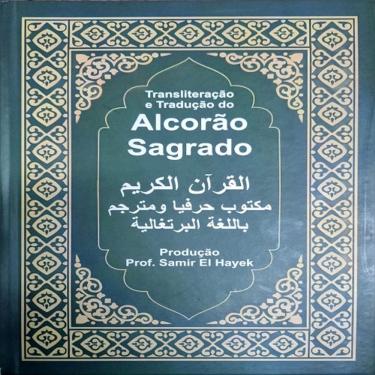 Transliteração
e Tradução do
Alcorão
Sagrado
القرآن الكريم
مكتوب حرفيا ومترجم
باللغة البرتغالية
Produção
Prof. Samir El Hayek